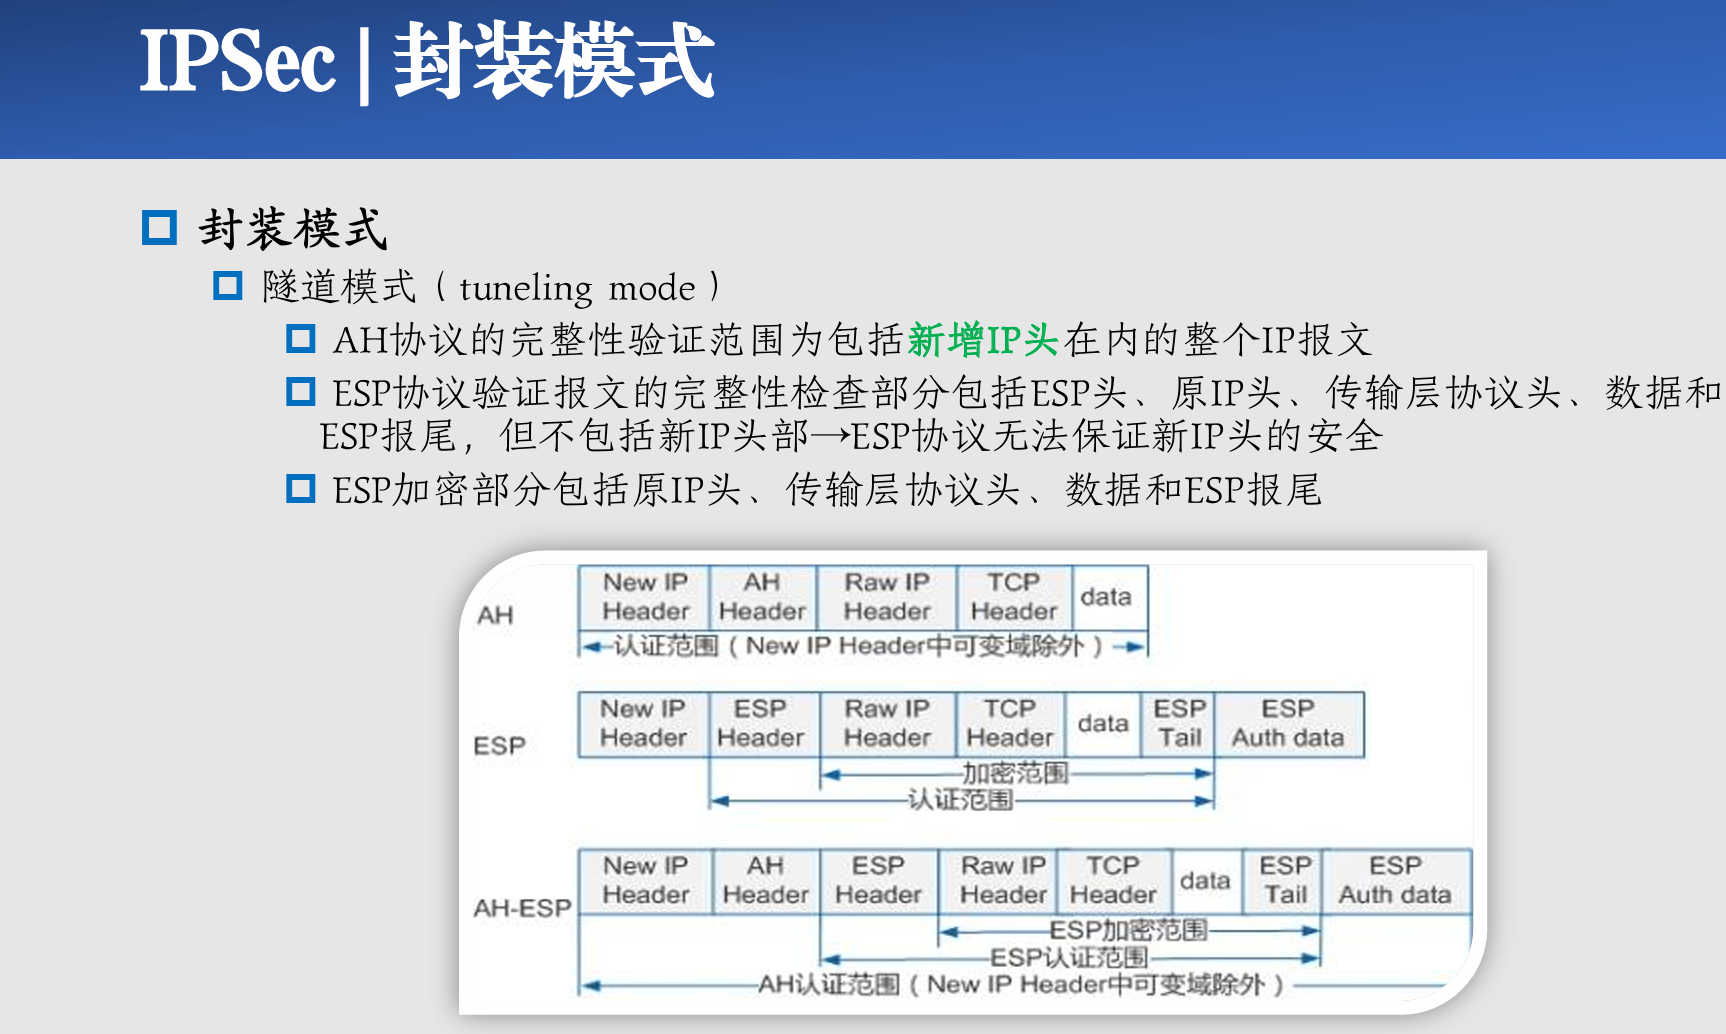 IPSec | 封装模式
封装模式
隧道模式（tuneling mode）
AH协议的完整性验证范围为包括新增IP头在内的整个IP报文
ESP协议验证报文的完整性检查部分包括ESP头、原IP头、传输层协议头、数据和
ESP报尾，但不包括新IP头部→ESP协议无法保证新IP头的安全
ESP加密部分包括原IP头、传输层协议头、数据和ESP报尾
AH
New IP Header
AH Header
Raw IP Header
TCP Header
data
认证范围（New IP Header中可变域除外）
ESP
New IP Header
ESP Header
Raw IP Header
TCP Header
data
ESP Tail
ESP Auth data
加密范围
认证范围
AH-ESP
New IP Header
AH Header
ESP Header
Raw IP Header
TCP Header
data
ESP Tail
ESP Auth data
ESP加密范围
ESP认证范围
AH认证范围（New IP Header中可变域除外）